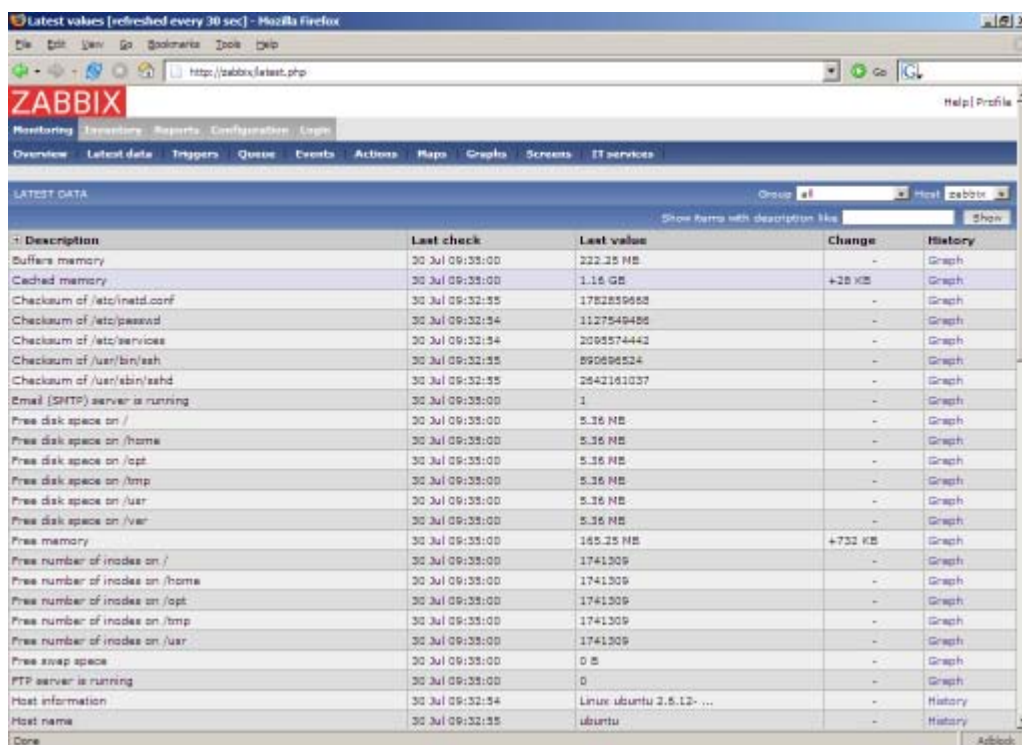 Latest values [refreshed every 30 sec] - Mozilla Firefox
File Edit View Go Bookmarks Tools Help
http://zabbix/latest.php Go
ZABBIX
Help | Profile
Monitoring Inventory Reports Configuration Login
Overview Latest data Triggers Queue Events Actions Maps Graphs Screens IT services
LATEST DATA Group all Host zabbix
Show items with description like Show
Description Last check Last value Change History
Buffers memory 30 Jul 09:35:00 222.25 MB - Graph
Cached memory 30 Jul 09:35:00 1.16 GB +28 KB Graph
Checksum of /etc/inetd.conf 30 Jul 09:32:55 1782859668 - Graph
Checksum of /etc/passwd 30 Jul 09:32:54 1127549486 - Graph
Checksum of /etc/services 30 Jul 09:32:54 2095574442 - Graph
Checksum of /usr/bin/ssh 30 Jul 09:32:55 890696524 - Graph
Checksum of /usr/sbin/sshd 30 Jul 09:32:55 2642161037 - Graph
Email (SMTP) server is running 30 Jul 09:35:00 1 - Graph
Free disk space on / 30 Jul 09:35:00 5.36 MB - Graph
Free disk space on /home 30 Jul 09:35:00 5.36 MB - Graph
Free disk space on /opt 30 Jul 09:35:00 5.36 MB - Graph
Free disk space on /tmp 30 Jul 09:35:00 5.36 MB - Graph
Free disk space on /usr 30 Jul 09:35:00 5.36 MB - Graph
Free disk space on /var 30 Jul 09:35:00 5.36 MB - Graph
Free memory 30 Jul 09:35:00 165.25 MB +732 KB Graph
Free number of inodes on / 30 Jul 09:35:00 1741309 - Graph
Free number of inodes on /home 30 Jul 09:35:00 1741309 - Graph
Free number of inodes on /opt 30 Jul 09:35:00 1741309 - Graph
Free number of inodes on /tmp 30 Jul 09:35:00 1741309 - Graph
Free number of inodes on /usr 30 Jul 09:35:00 1741309 - Graph
Free swap space 30 Jul 09:35:00 0 B - Graph
FTP server is running 30 Jul 09:35:00 0 - Graph
Host information 30 Jul 09:32:54 Linux ubuntu 2.6.12- ... - History
Host name 30 Jul 09:32:55 ubuntu - History
Done Adblock